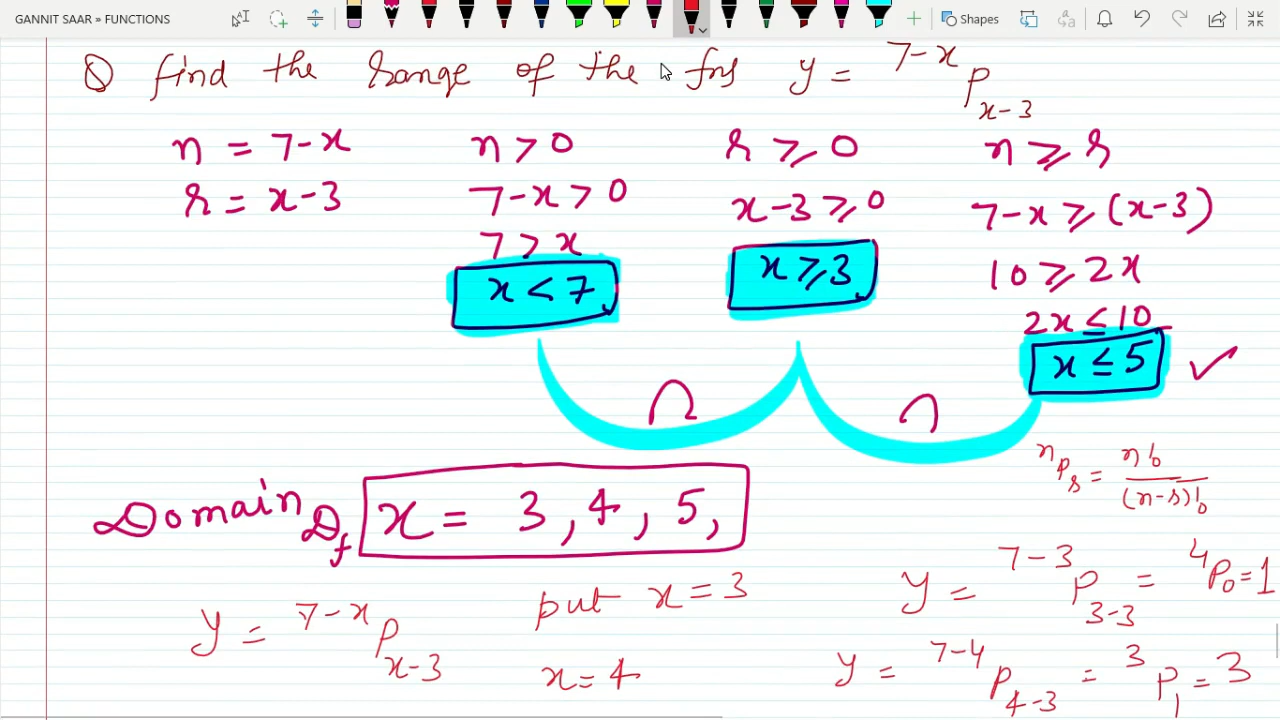 GANNIT SAAR » FUNCTIONS
Shapes
Q find the range of the fns y = ⁷⁻ˣPₓ₋₃
n = 7-x n > 0 r ≥ 0 n ≥ r
r = x-3 7-x > 0 x-3 ≥ 0 7-x ≥ (x-3)
7 > x 10 ≥ 2x
x < 7 x ≥ 3 2x ≤ 10
x ≤ 5 ✓
∩ ∩
ⁿPᵣ = n! / (n-r)!
Domain D_f x = 3, 4, 5,
put x = 3 y = ⁷⁻³P₃₋₃ = ⁴P₀ = 1
y = ⁷⁻ˣPₓ₋₃
x = 4 y = ⁷⁻⁴P₄₋₃ = ³P₁ = 3